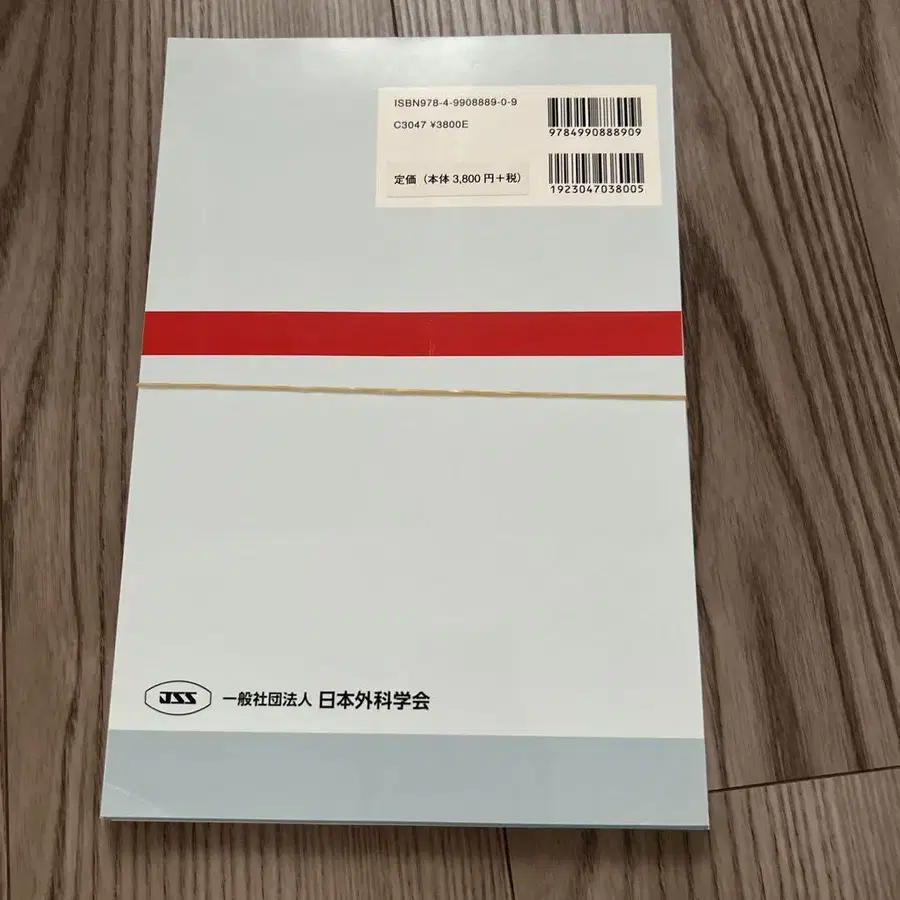 ISBN978-4-9908889-0-9
C3047 ¥3800E
定価（本体 3,800 円＋税）
9784990888909
1923047038005
JSS 一般社団法人 日本外科学会